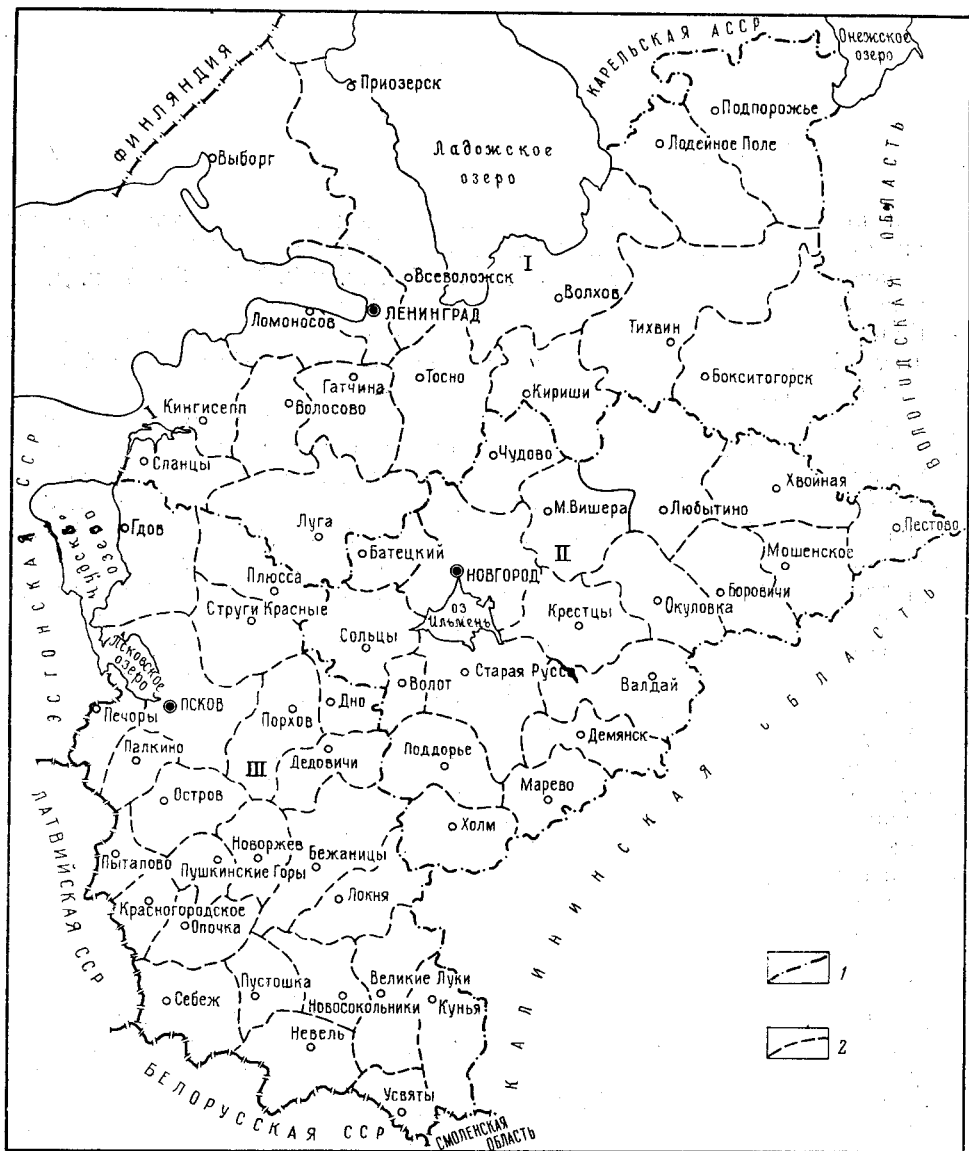 КАРЕЛЬСКАЯ АССР
Онежское
озеро
ФИНЛЯНДИЯ
Приозерск
Подпорожье
Лодейное Поле
Выборг
Ладожское
озеро
ВОЛОГОДСКАЯ ОБЛАСТЬ
I
Всеволожск
Волхов
Ломоносов
ЛЕНИНГРАД
Тихвин
Гатчина
Тосно
Бокситогорск
Волосово
Кириши
Кингисепп
Чудово
ЭСТОНСКАЯ ССР
Сланцы
Хвойная
Чудское
озеро
Гдов
Луга
М.Вишера
Любытино
Пестово
Батецкий
II
Мошенское
НОВГОРОД
Плюсса
Боровичи
Струги Красные
оз
Ильмень
Крестцы
Окуловка
Сольцы
Псковское
озеро
Старая Русса
Волот
Валдай
Печоры
ПСКОВ
Порхов
Дно
Демянск
Палкино
III
Дедовичи
Поддорье
Марево
Остров
Холм
КАЛИНИНСКАЯ ОБЛАСТЬ
ЛАТВИЙСКАЯ ССР
Новоржев
Пыталово
Пушкинские Горы
Бежаницы
Красногородское
Локня
Опочка
1
Себеж
Пустошка
Великие Луки
Новосокольники
Кунья
Невель
2
БЕЛОРУССКАЯ ССР
Усвяты
СМОЛЕНСКАЯ
ОБЛАСТЬ